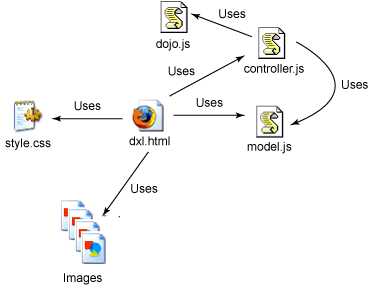 Uses
dojo.js
controller.js
Uses
Uses
Uses
Uses
style.css
dxl.html
model.js
Uses
Images